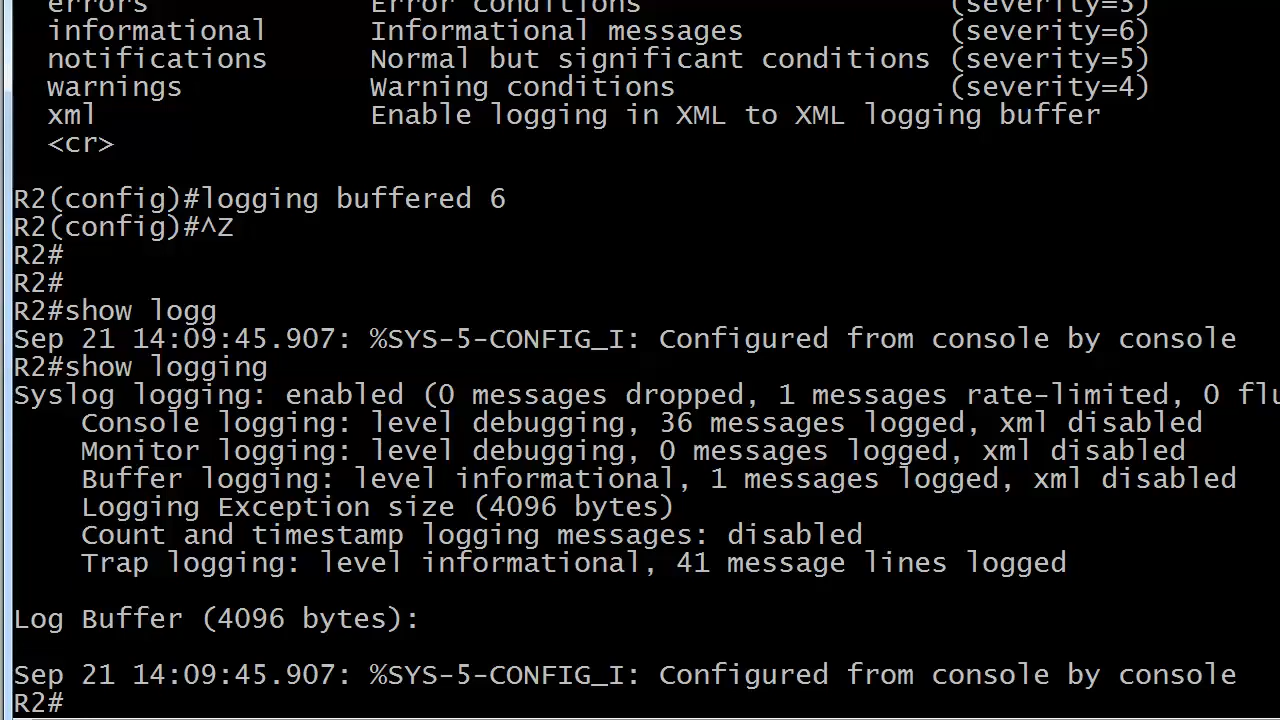 errors Error conditions (severity=3)
informational Informational messages (severity=6)
notifications Normal but significant conditions (severity=5)
warnings Warning conditions (severity=4)
xml Enable logging in XML to XML logging buffer
<cr>
R2(config)#logging buffered 6
R2(config)#^Z
R2#
R2#
R2#show logg
Sep 21 14:09:45.907: %SYS-5-CONFIG_I: Configured from console by console
R2#show logging
Syslog logging: enabled (0 messages dropped, 1 messages rate-limited, 0 flu
Console logging: level debugging, 36 messages logged, xml disabled
Monitor logging: level debugging, 0 messages logged, xml disabled
Buffer logging: level informational, 1 messages logged, xml disabled
Logging Exception size (4096 bytes)
Count and timestamp logging messages: disabled
Trap logging: level informational, 41 message lines logged
Log Buffer (4096 bytes):
Sep 21 14:09:45.907: %SYS-5-CONFIG_I: Configured from console by console
R2#